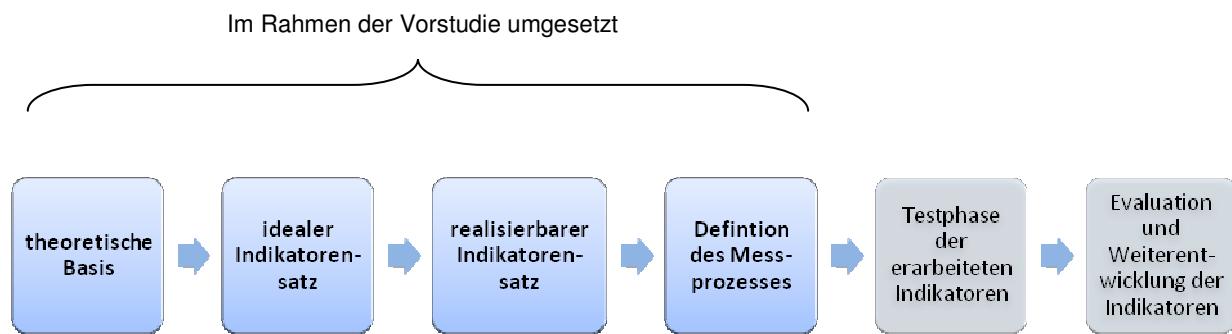 Im Rahmen der Vorstudie umgesetzt
theoretische
Basis
idealer
Indikatoren-
satz
realisierbarer
Indikatoren-
satz
Defintion
des Mess-
prozesses
Testphase
der
erarbeiteten
Indikatoren
Evaluation
und
Weiterent-
wicklung der
Indikatoren